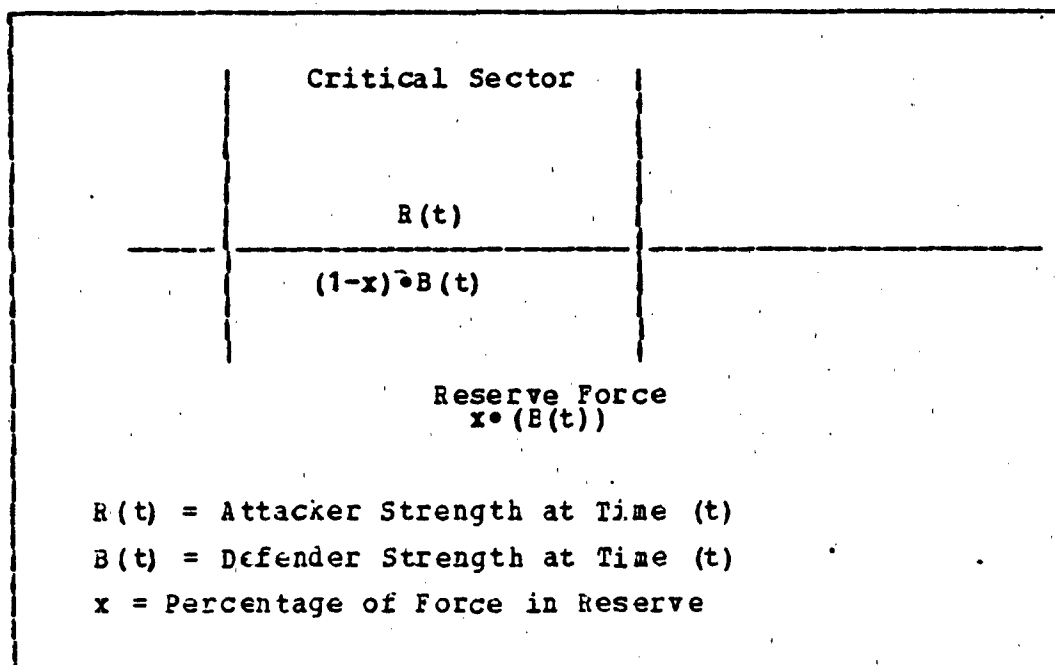 Critical Sector
R(t)
(1-x)•B(t)
Reserve Force
x•(B(t))
R(t) = Attacker Strength at Time (t)
B(t) = Defender Strength at Time (t)
x = Percentage of Force in Reserve